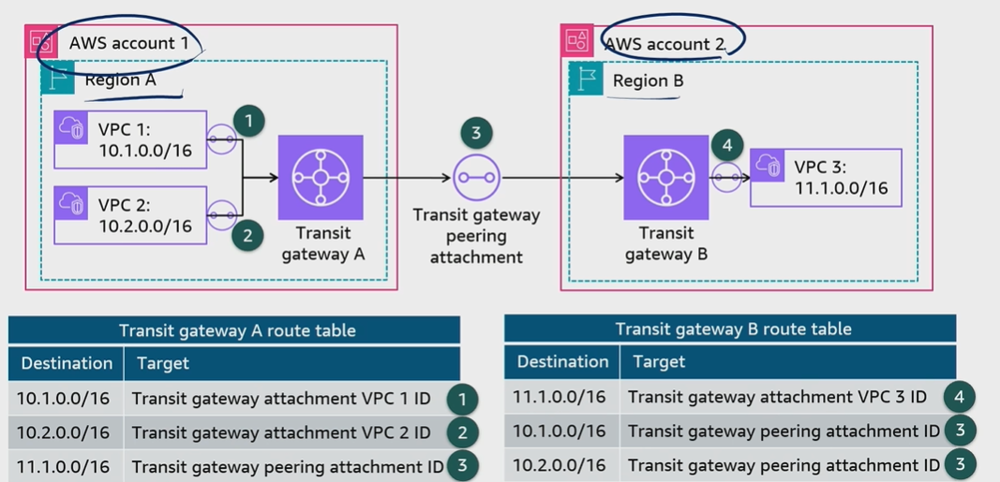 AWS account 1
Region A
VPC 1:
10.1.0.0/16
1
VPC 2:
10.2.0.0/16
2
Transit
gateway A
3
Transit gateway
peering
attachment
AWS account 2
Region B
Transit
gateway B
4
VPC 3:
11.1.0.0/16
Transit gateway A route table
Destination Target
10.1.0.0/16 Transit gateway attachment VPC 1 ID 1
10.2.0.0/16 Transit gateway attachment VPC 2 ID 2
11.1.0.0/16 Transit gateway peering attachment ID 3
Transit gateway B route table
Destination Target
11.1.0.0/16 Transit gateway attachment VPC 3 ID 4
10.1.0.0/16 Transit gateway peering attachment ID 3
10.2.0.0/16 Transit gateway peering attachment ID 3